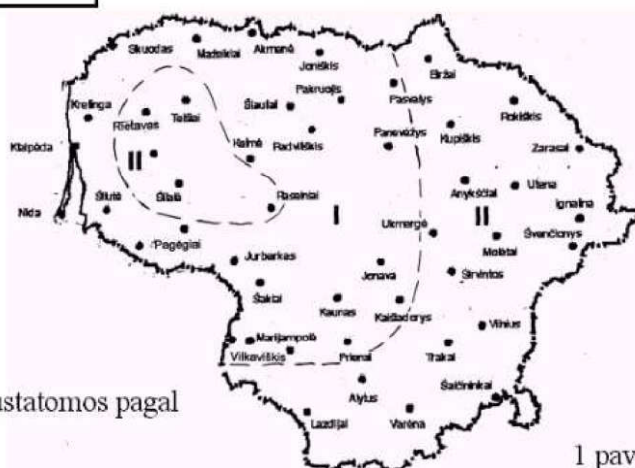 Skuodas
Mažeikiai
Akmenė
Joniškis
Biržai
Pakruojis
Pasvalys
Kretinga
Rietavas
Telšiai
Šiauliai
Rokiškis
Kupiškis
Klaipėda
II
Kelmė
Radviliškis
Panevėžys
Zarasai
Šilutė
Šilalė
Raseiniai
Anykščiai
Utena
Nida
I
II
Ignalina
Pagėgiai
Ukmergė
Molėtai
Švenčionys
Jurbarkas
Jonava
Širvintos
Šakiai
Kaunas
Kaišiadorys
Vilnius
Marijampolė
Vilkaviškis
Prienai
Trakai
ustatomos pagal
Alytus
Šalčininkai
Lazdijai
Varėna
1 pav